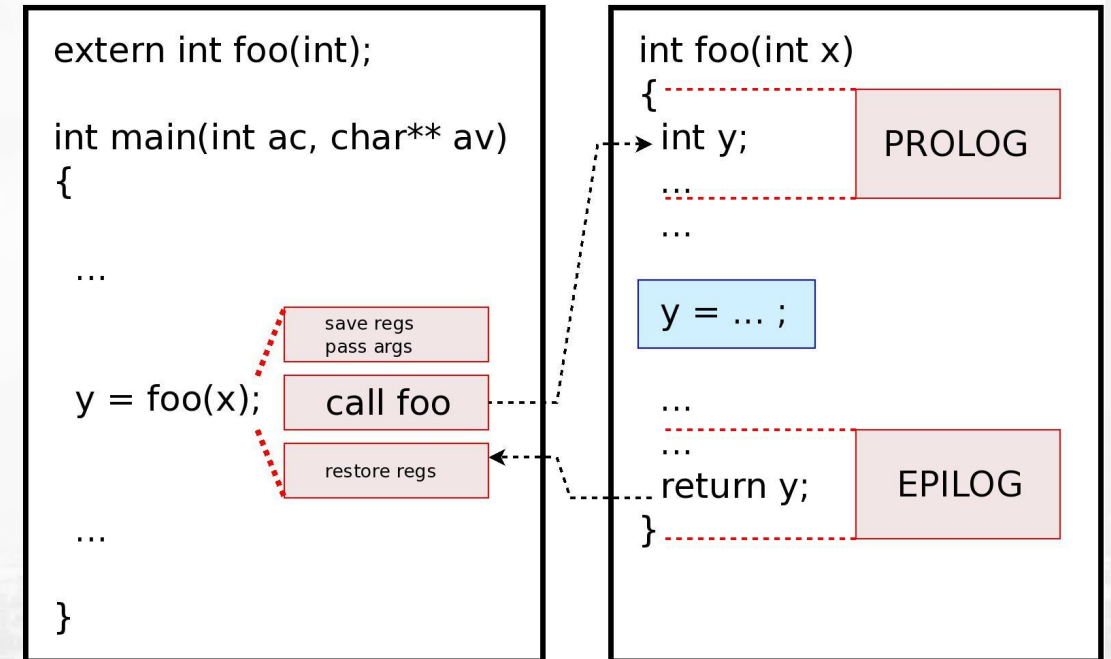 extern int foo(int);
int main(int ac, char** av)
{
...
save regs
pass args
y = foo(x);
call foo
restore regs
...
}
int foo(int x)
{
int y;
PROLOG
...
...
y = ... ;
...
...
return y;
EPILOG
}